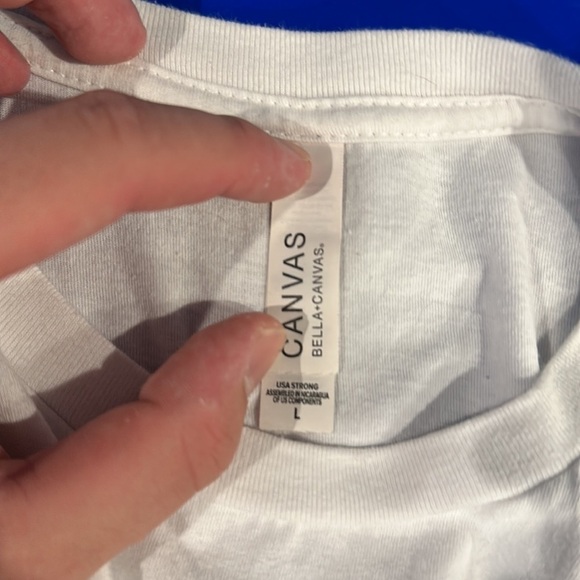 CANVAS
BELLA+CANVAS®
USA STRONG
ASSEMBLED IN NICARAGUA
OF US COMPONENTS
L